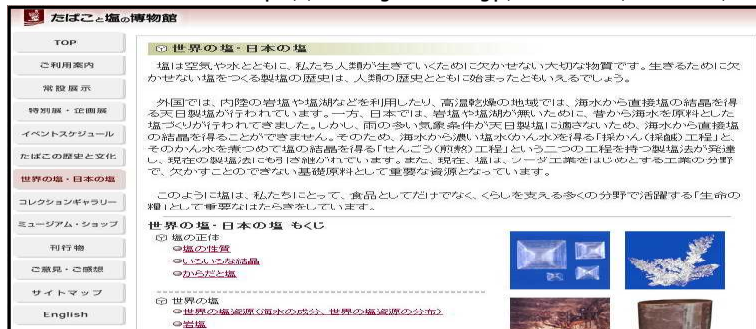 たばこと塩の博物館
TOP
ご利用案内
常設展示
特別展・企画展
イベントスケジュール
たばこの歴史と文化
世界の塩・日本の塩
コレクションギャラリー
ミュージアム・ショップ
刊行物
ご意見・ご感想
サイトマップ
English
世界の塩・日本の塩
塩は空気や水とともに、私たち人類が生きていくために欠かせない大切な物質です。生きるために欠
かせない塩をつくる製塩の歴史は、人類の歴史とともに始まったともいえるでしょう。
外国では、内陸の岩塩や塩湖などを利用したり、高温乾燥の地域では、海水から直接塩の結晶を得
る天日製塩が行われています。一方、日本では、岩塩や塩湖が無いために、昔から海水を原料とした
塩づくりが行われてきました。しかし、雨の多い気象条件が天日製塩に適さないため、海水から直接塩
の結晶を得ることができません。そのため、海水から濃い塩水(かん水)を得る「採かん(採鹹)工程」と、
そのかん水を煮つめて塩の結晶を得る「せんごう(煎熬)工程」という二つの工程を持つ製塩法が発達
し、現在の製塩法にも引き継がれています。また、現在、塩は、ソーダ工業をはじめとする工業の分野
で、欠かすことのできない基礎原料として重要な資源となっています。
このように塩は、私たちにとって、食品としてだけでなく、くらしを支える多くの分野で活躍する「生命の
糧」として重要なはたらきをしています。
世界の塩・日本の塩 もくじ
塩の正体
塩の性質
いろいろな結晶
からだと塩
世界の塩
世界の塩資源(海水の成分、世界の塩資源の分布)
岩塩